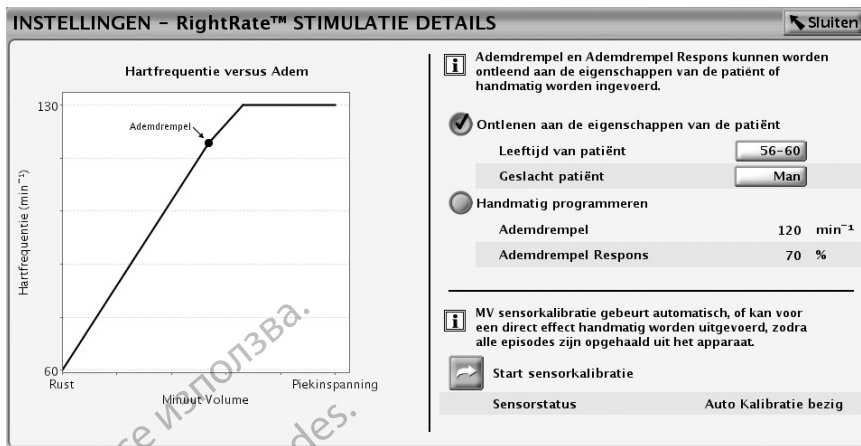 INSTELLINGEN – RightRate™ STIMULATIE DETAILS
Sluiten
Hartfrequentie versus Adem
130
Ademdrempel
Hartfrequentie (min⁻¹)
60
Rust
Piekinspanning
Minuut Volume
i Ademdrempel en Ademdrempel Respons kunnen worden
ontleend aan de eigenschappen van de patiënt of
handmatig worden ingevoerd.
Ontlenen aan de eigenschappen van de patiënt
Leeftijd van patiënt 56–60
Geslacht patiënt Man
Handmatig programmeren
Ademdrempel 120 min⁻¹
Ademdrempel Respons 70 %
i MV sensorkalibratie gebeurt automatisch, of kan voor
een direct effect handmatig worden uitgevoerd, zodra
alle episodes zijn opgehaald uit het apparaat.
Start sensorkalibratie
Sensorstatus Auto Kalibratie bezig
се използва.
des.